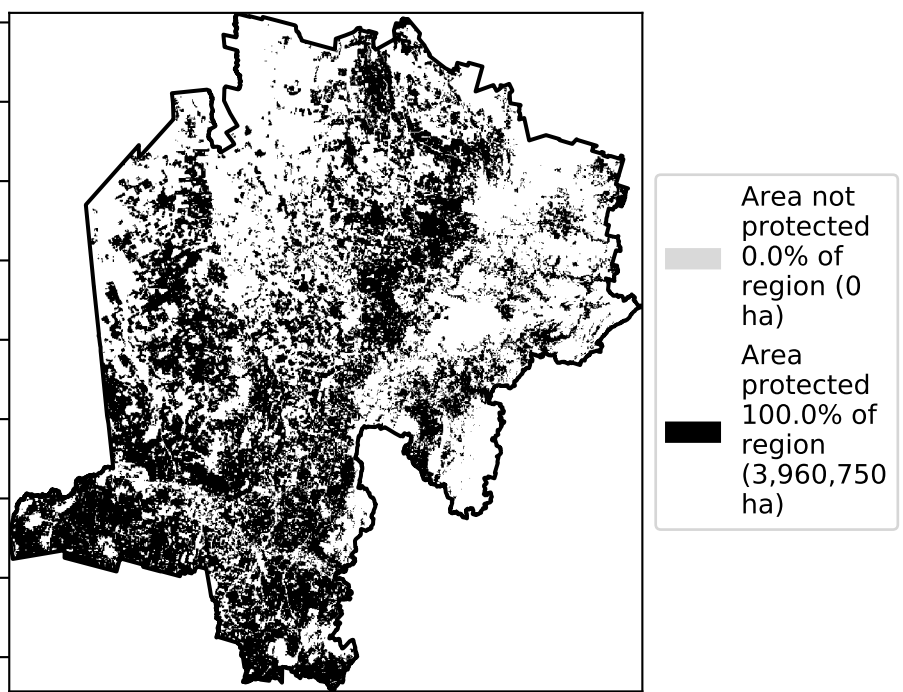 Area not
protected
0.0% of
region (0
ha)
Area
protected
100.0% of
region
(3,960,750
ha)